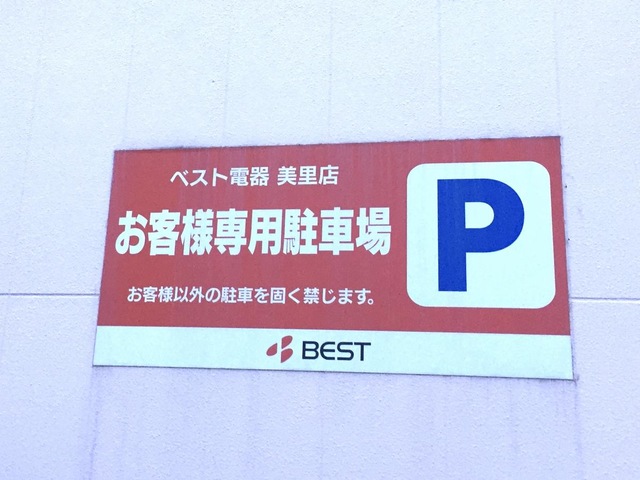 ベスト電器 美里店
お客様専用駐車場
P
お客様以外の駐車を固く禁じます。
BEST